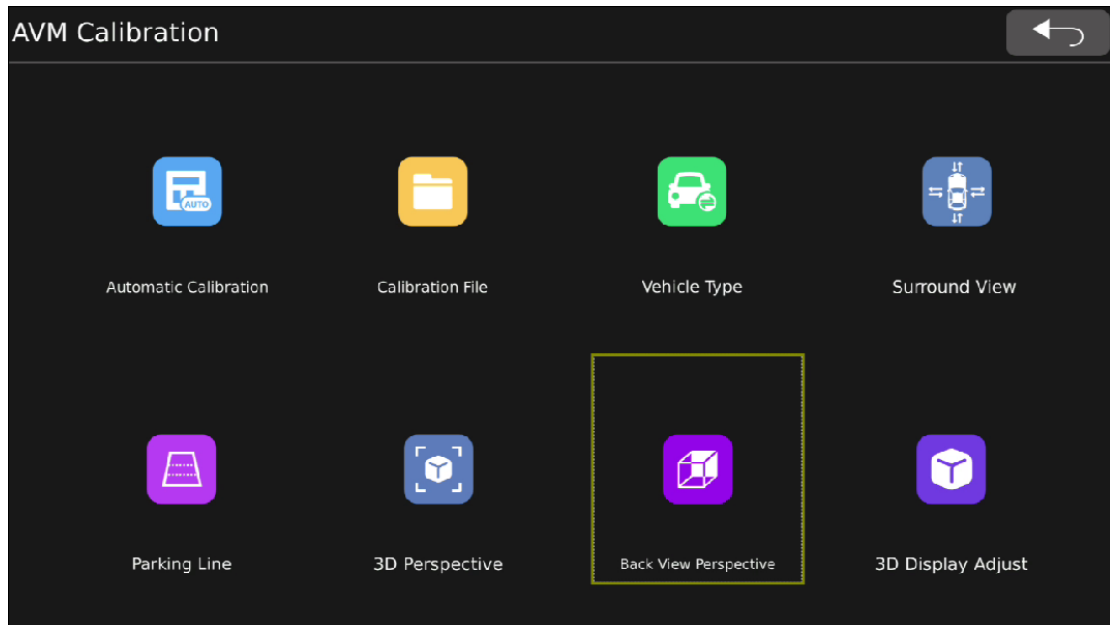 AVM Calibration
AUTO
Automatic Calibration
Calibration File
Vehicle Type
Surround View
Parking Line
3D Perspective
Back View Perspective
3D Display Adjust